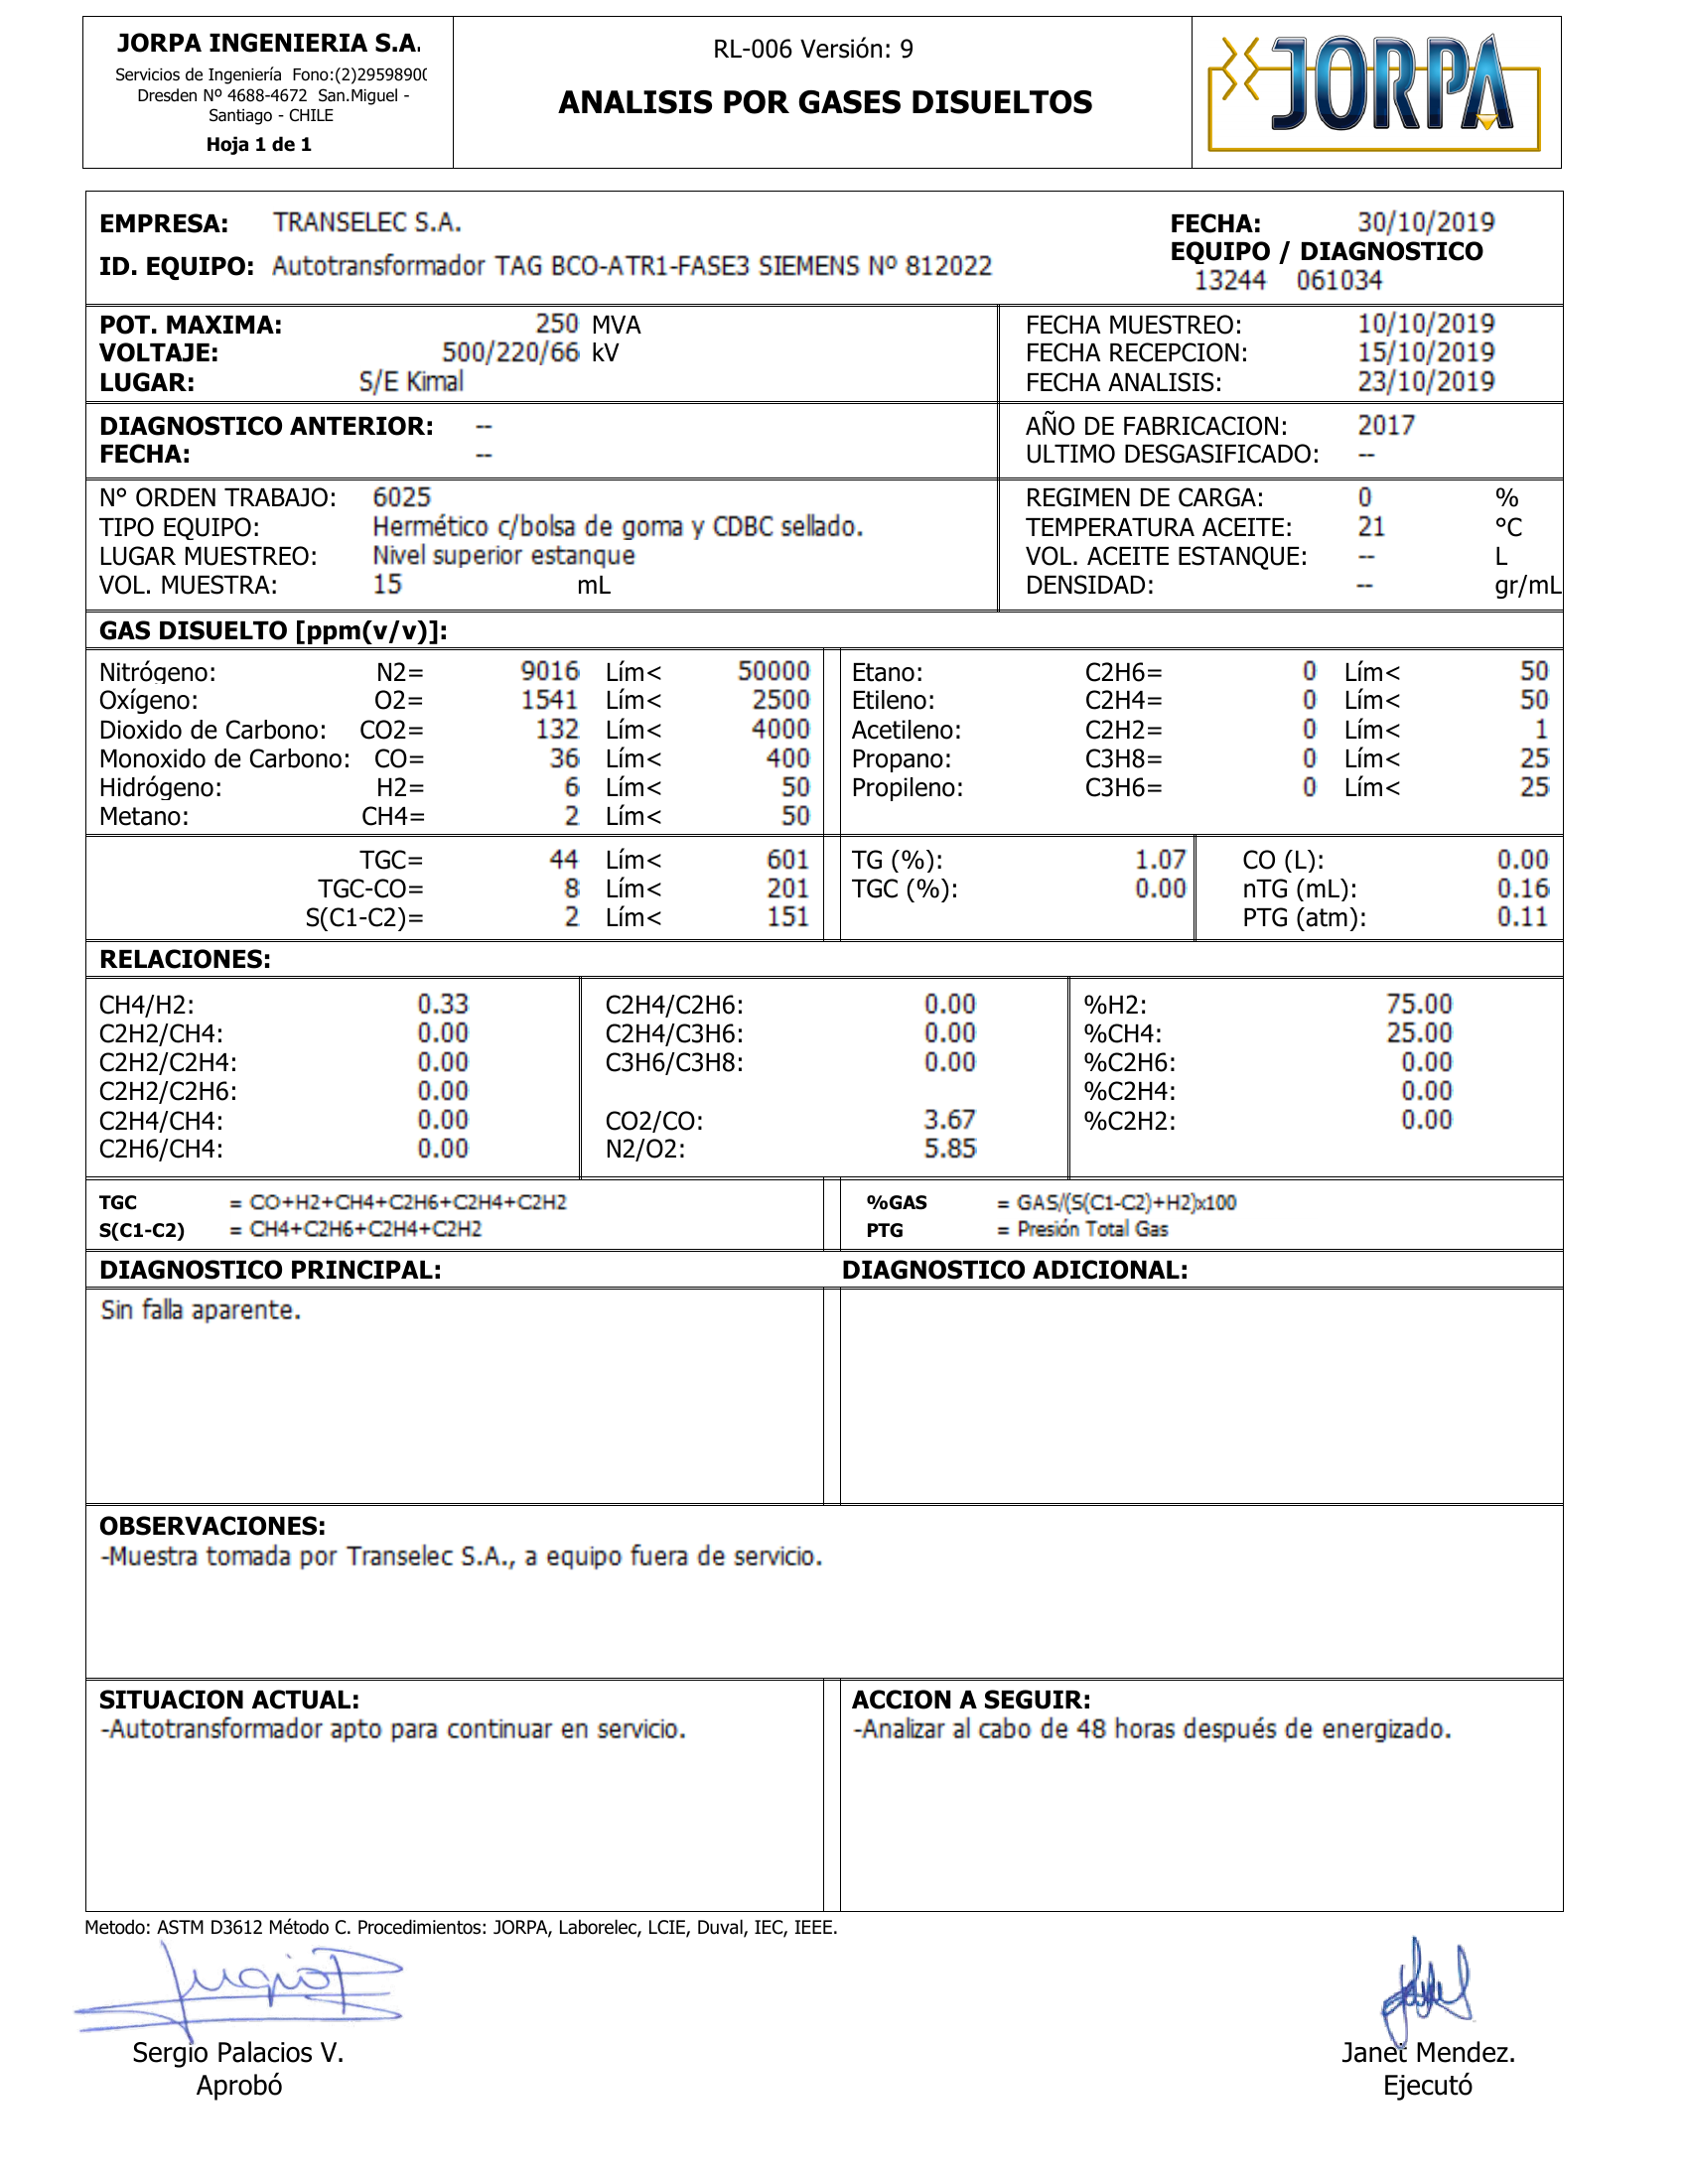 JORPA INGENIERIA S.A.
Servicios de Ingeniería Fono:(2)29598900
Dresden Nº 4688-4672 San.Miguel -
Santiago - CHILE
Hoja 1 de 1
RL-006 Versión: 9
ANALISIS POR GASES DISUELTOS
JORPA
EMPRESA: TRANSELEC S.A.
ID. EQUIPO: Autotransformador TAG BCO-ATR1-FASE3 SIEMENS Nº 812022
FECHA: 30/10/2019
EQUIPO / DIAGNOSTICO
13244 061034
POT. MAXIMA: 250 MVA
VOLTAJE: 500/220/66 kV
LUGAR: S/E Kimal
FECHA MUESTREO: 10/10/2019
FECHA RECEPCION: 15/10/2019
FECHA ANALISIS: 23/10/2019
DIAGNOSTICO ANTERIOR: --
FECHA: --
AÑO DE FABRICACION: 2017
ULTIMO DESGASIFICADO: --
N° ORDEN TRABAJO: 6025
TIPO EQUIPO: Hermético c/bolsa de goma y CDBC sellado.
LUGAR MUESTREO: Nivel superior estanque
VOL. MUESTRA: 15 mL
REGIMEN DE CARGA: 0 %
TEMPERATURA ACEITE: 21 °C
VOL. ACEITE ESTANQUE: -- L
DENSIDAD: -- gr/mL
GAS DISUELTO [ppm(v/v)]:
Nitrógeno: N2= 9016 Lím< 50000
Oxígeno: O2= 1541 Lím< 2500
Dioxido de Carbono: CO2= 132 Lím< 4000
Monoxido de Carbono: CO= 36 Lím< 400
Hidrógeno: H2= 6 Lím< 50
Metano: CH4= 2 Lím< 50
Etano: C2H6= 0 Lím< 50
Etileno: C2H4= 0 Lím< 50
Acetileno: C2H2= 0 Lím< 1
Propano: C3H8= 0 Lím< 25
Propileno: C3H6= 0 Lím< 25
TGC= 44 Lím< 601
TGC-CO= 8 Lím< 201
S(C1-C2)= 2 Lím< 151
TG (%): 1.07
TGC (%): 0.00
CO (L): 0.00
nTG (mL): 0.16
PTG (atm): 0.11
RELACIONES:
CH4/H2: 0.33
C2H2/CH4: 0.00
C2H2/C2H4: 0.00
C2H2/C2H6: 0.00
C2H4/CH4: 0.00
C2H6/CH4: 0.00
C2H4/C2H6: 0.00
C2H4/C3H6: 0.00
C3H6/C3H8: 0.00
CO2/CO: 3.67
N2/O2: 5.85
%H2: 75.00
%CH4: 25.00
%C2H6: 0.00
%C2H4: 0.00
%C2H2: 0.00
TGC = CO+H2+CH4+C2H6+C2H4+C2H2
S(C1-C2) = CH4+C2H6+C2H4+C2H2
%GAS = GAS/(S(C1-C2)+H2)x100
PTG = Presión Total Gas
DIAGNOSTICO PRINCIPAL:
Sin falla aparente.
DIAGNOSTICO ADICIONAL:
OBSERVACIONES:
-Muestra tomada por Transelec S.A., a equipo fuera de servicio.
SITUACION ACTUAL:
-Autotransformador apto para continuar en servicio.
ACCION A SEGUIR:
-Analizar al cabo de 48 horas después de energizado.
Metodo: ASTM D3612 Método C. Procedimientos: JORPA, Laborelec, LCIE, Duval, IEC, IEEE.
Sergio Palacios V.
Aprobó
Janet Mendez.
Ejecutó